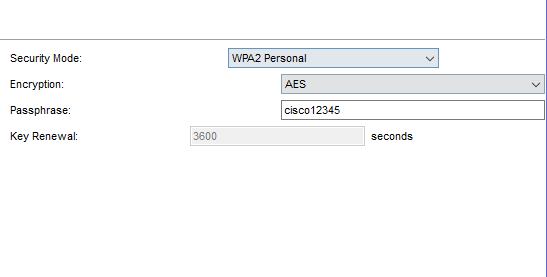 Security Mode: WPA2 Personal
Encryption: AES
Passphrase: cisco12345
Key Renewal: 3600 seconds